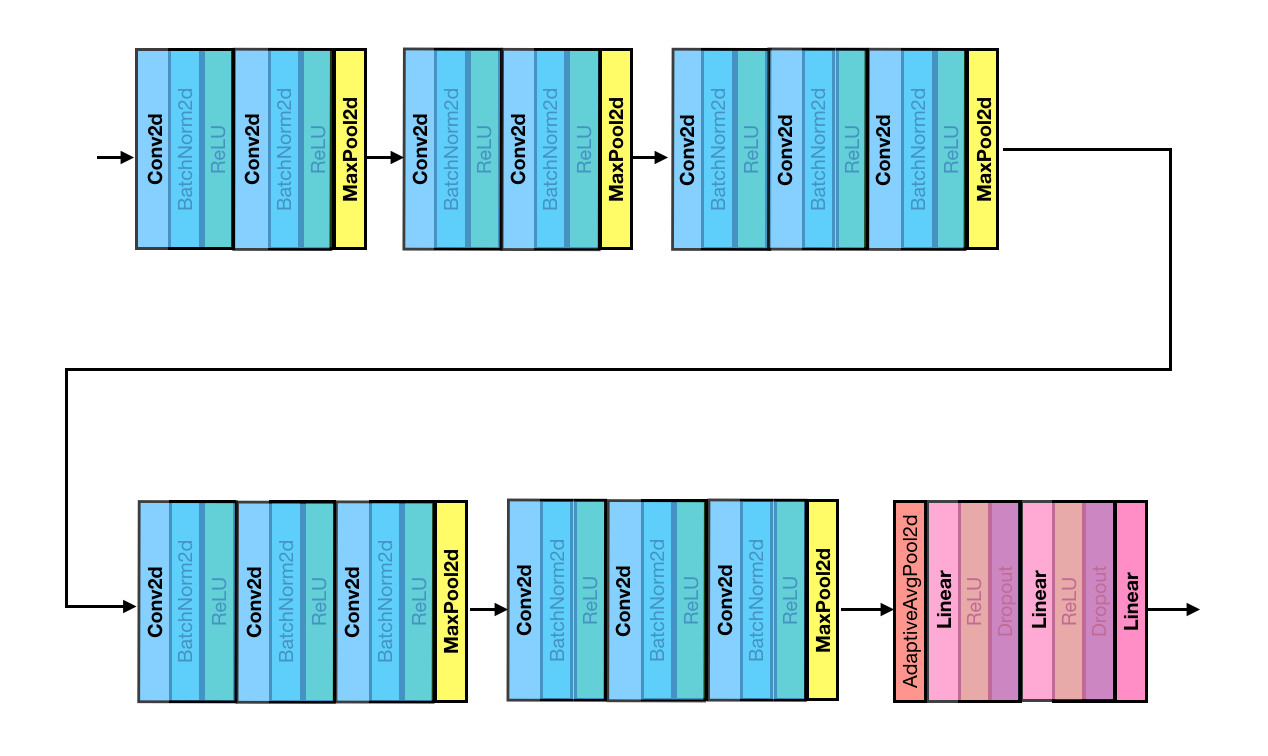 Conv2d
BatchNorm2d
ReLU
Conv2d
BatchNorm2d
ReLU
MaxPool2d
Conv2d
BatchNorm2d
ReLU
Conv2d
BatchNorm2d
ReLU
MaxPool2d
Conv2d
BatchNorm2d
ReLU
Conv2d
BatchNorm2d
ReLU
Conv2d
BatchNorm2d
ReLU
MaxPool2d
Conv2d
BatchNorm2d
ReLU
Conv2d
BatchNorm2d
ReLU
Conv2d
BatchNorm2d
ReLU
MaxPool2d
Conv2d
BatchNorm2d
ReLU
Conv2d
BatchNorm2d
ReLU
Conv2d
BatchNorm2d
ReLU
MaxPool2d
AdaptiveAvgPool2d
Linear
ReLU
Dropout
Linear
ReLU
Dropout
Linear